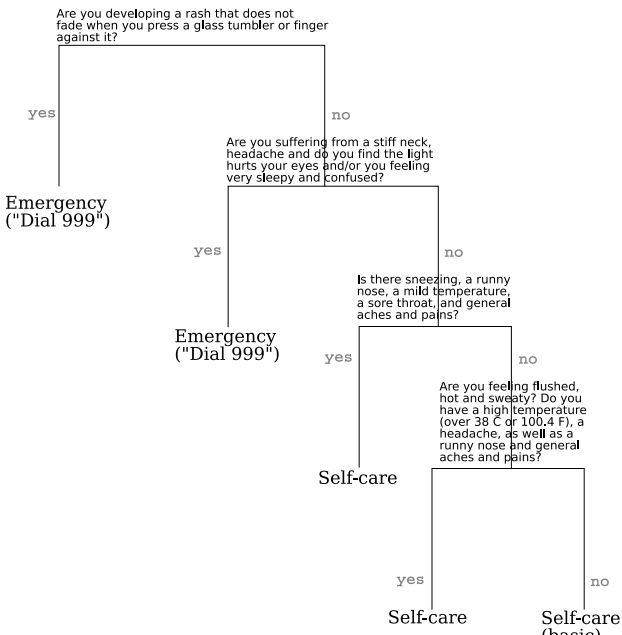 Are you developing a rash that does not
fade when you press a glass tumbler or finger
against it?
yes
no
Emergency
("Dial 999")
Are you suffering from a stiff neck,
headache and do you find the light
hurts your eyes and/or you feeling
very sleepy and confused?
yes
no
Emergency
("Dial 999")
Is there sneezing, a runny
nose, a mild temperature,
a sore throat, and general
aches and pains?
yes
no
Self-care
Are you feeling flushed,
hot and sweaty? Do you
have a high temperature
(over 38 C or 100.4 F), a
headache, as well as a
runny nose and general
aches and pains?
yes
no
Self-care
Self-care
(basic)